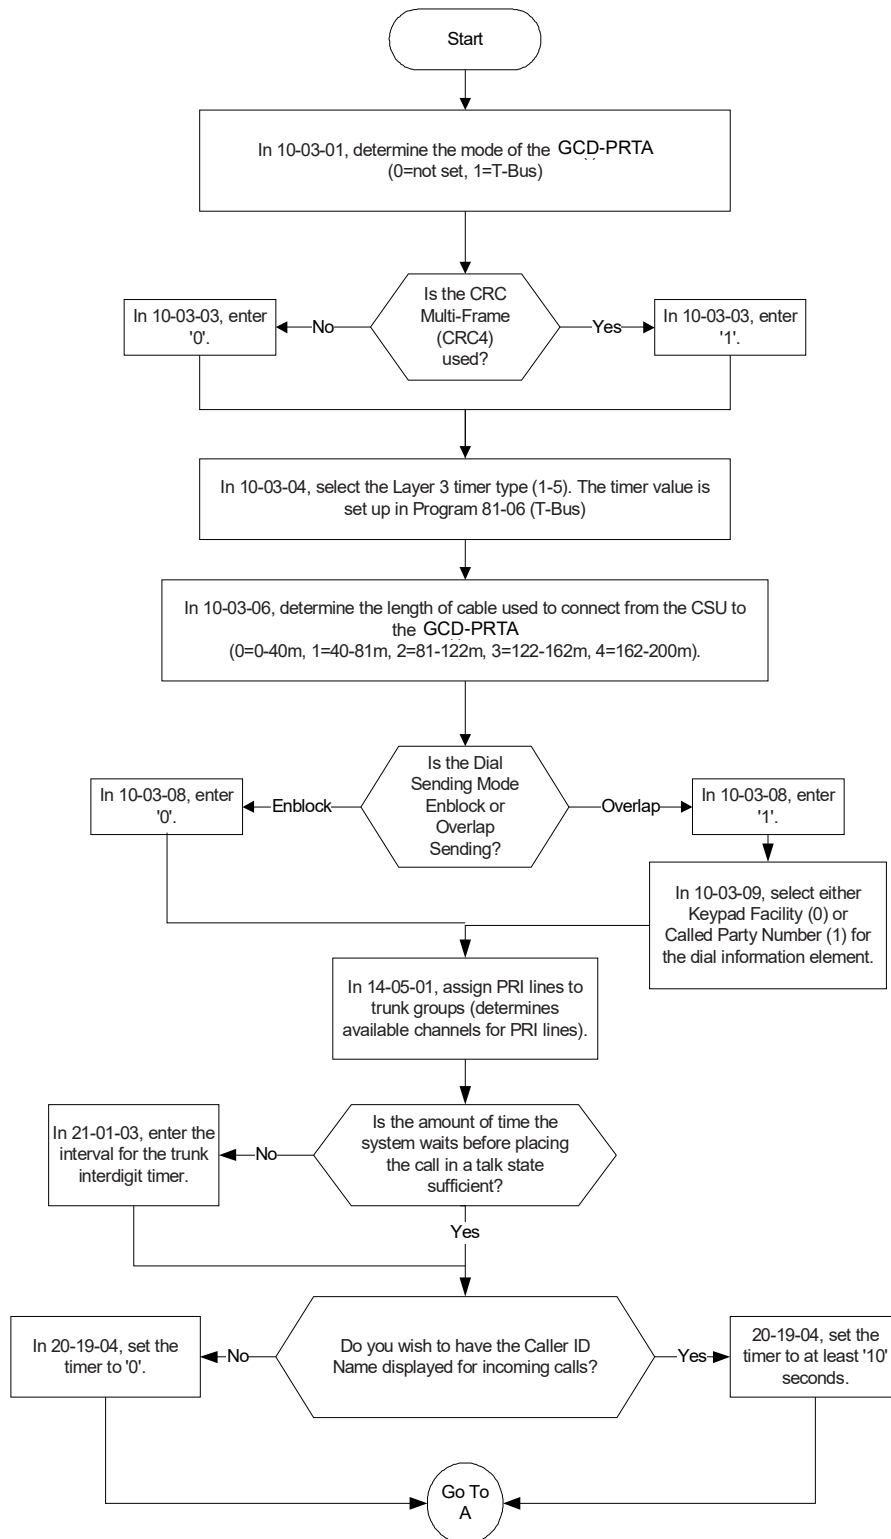 Start
In 10-03-01, determine the mode of the GCD-PRTA
(0=not set, 1=T-Bus)
Is the CRC
Multi-Frame
(CRC4)
used?
No
Yes
In 10-03-03, enter
'0'.
In 10-03-03, enter
'1'.
In 10-03-04, select the Layer 3 timer type (1-5). The timer value is
set up in Program 81-06 (T-Bus)
In 10-03-06, determine the length of cable used to connect from the CSU to
the GCD-PRTA
(0=0-40m, 1=40-81m, 2=81-122m, 3=122-162m, 4=162-200m).
Is the Dial
Sending Mode
Enblock or
Overlap
Sending?
Enblock
Overlap
In 10-03-08, enter
'0'.
In 10-03-08, enter
'1'.
In 10-03-09, select either
Keypad Facility (0) or
Called Party Number (1) for
the dial information element.
In 14-05-01, assign PRI lines to
trunk groups (determines
available channels for PRI lines).
Is the amount of time the
system waits before placing
the call in a talk state
sufficient?
No
In 21-01-03, enter the
interval for the trunk
interdigit timer.
Yes
Do you wish to have the Caller ID
Name displayed for incoming calls?
No
Yes
In 20-19-04, set the
timer to '0'.
20-19-04, set the
timer to at least '10'
seconds.
Go To
A